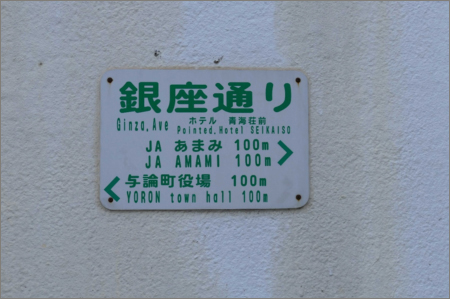 銀座通り
Ginza.Ave ホテル 青海荘前
Pointed.Hotel SEIKAISO
JA あまみ 100m
JA AMAMI 100m
与論町役場 100m
YORON town hall 100m